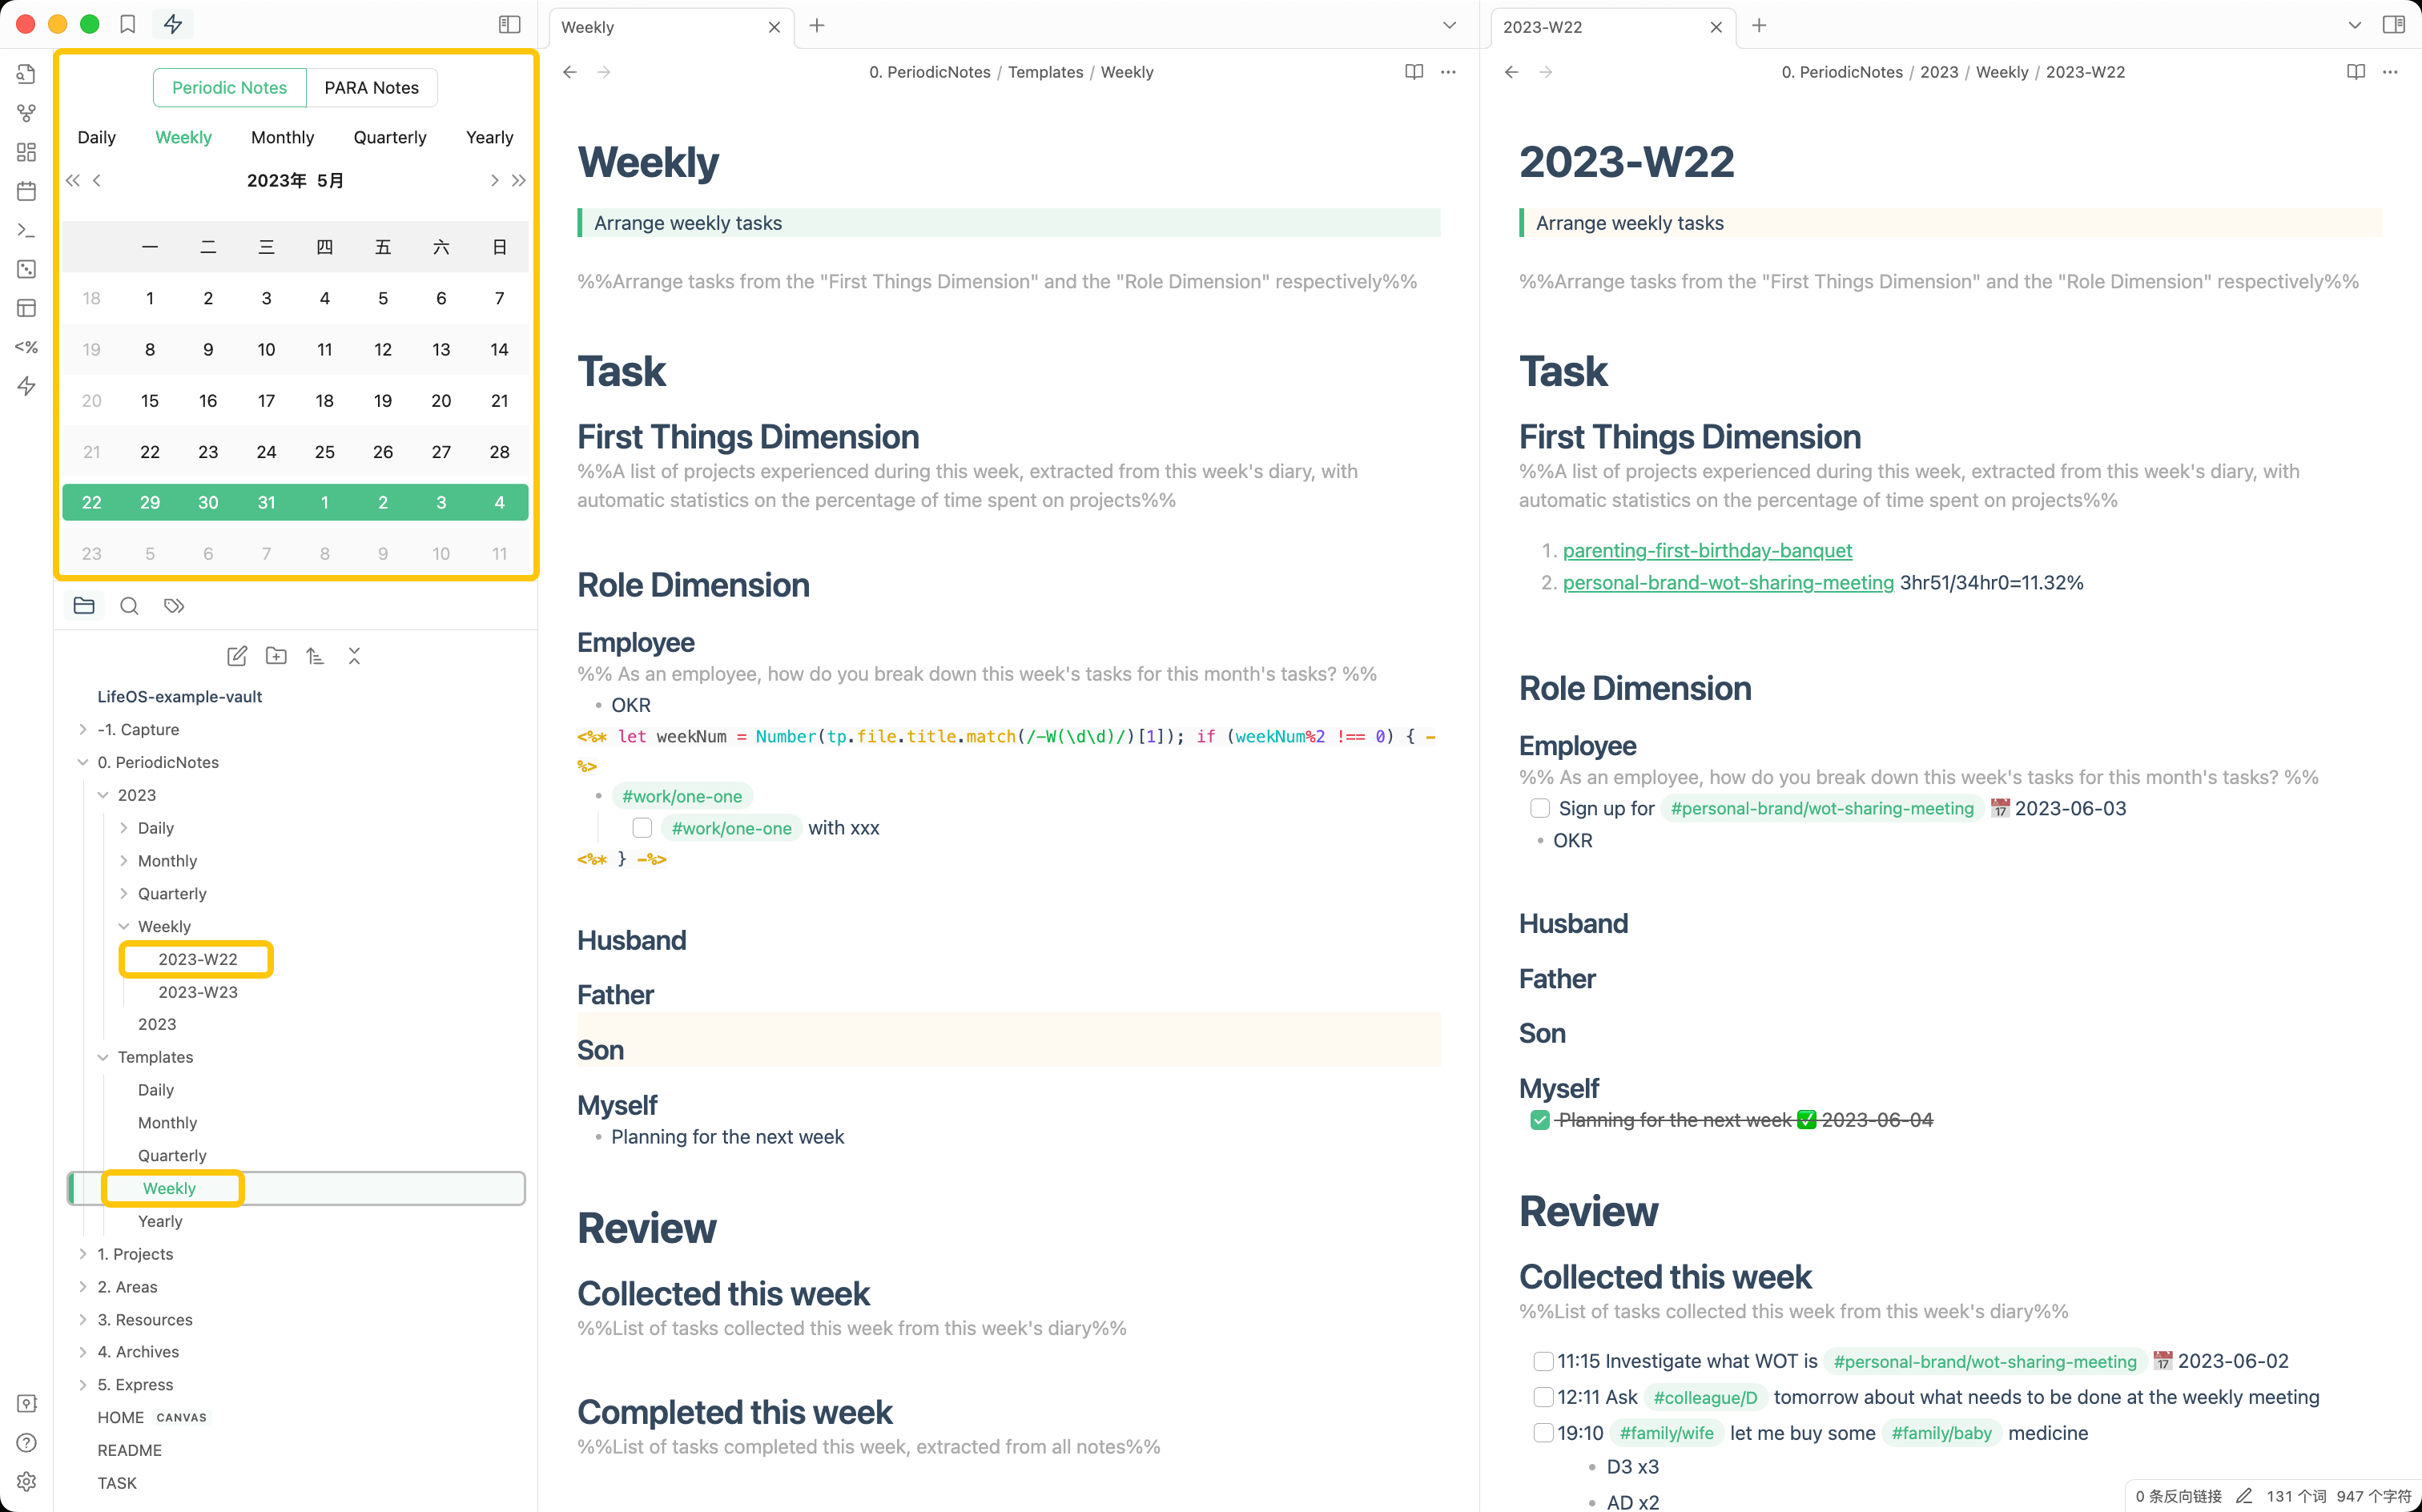 Periodic Notes PARA Notes
Daily Weekly Monthly Quarterly Yearly
2023年 5月
一 二 三 四 五 六 日
18 1 2 3 4 5 6 7
19 8 9 10 11 12 13 14
20 15 16 17 18 19 20 21
21 22 23 24 25 26 27 28
22 29 30 31 1 2 3 4
23 5 6 7 8 9 10 11
<%
LifeOS-example-vault
-1. Capture
0. PeriodicNotes
2023
Daily
Monthly
Quarterly
Weekly
2023-W22
2023-W23
2023
Templates
Daily
Monthly
Quarterly
Weekly
Yearly
1. Projects
2. Areas
3. Resources
4. Archives
5. Express
HOME CANVAS
README
TASK
Weekly
0. PeriodicNotes / Templates / Weekly
Weekly
Arrange weekly tasks
%%Arrange tasks from the "First Things Dimension" and the "Role Dimension" respectively%%
Task
First Things Dimension
%%A list of projects experienced during this week, extracted from this week's diary, with
automatic statistics on the percentage of time spent on projects%%
Role Dimension
Employee
%% As an employee, how do you break down this week's tasks for this month's tasks? %%
• OKR
<%* let weekNum = Number(tp.file.title.match(/-W(\d\d)/)[1]); if (weekNum%2 !== 0) { -
%>
• #work/one-one
#work/one-one with xxx
<%* } -%>
Husband
Father
Son
Myself
• Planning for the next week
Review
Collected this week
%%List of tasks collected this week from this week's diary%%
Completed this week
%%List of tasks completed this week, extracted from all notes%%
2023-W22
0. PeriodicNotes / 2023 / Weekly / 2023-W22
2023-W22
Arrange weekly tasks
%%Arrange tasks from the "First Things Dimension" and the "Role Dimension" respectively%%
Task
First Things Dimension
%%A list of projects experienced during this week, extracted from this week's diary, with
automatic statistics on the percentage of time spent on projects%%
1. parenting-first-birthday-banquet
2. personal-brand-wot-sharing-meeting 3hr51/34hr0=11.32%
Role Dimension
Employee
%% As an employee, how do you break down this week's tasks for this month's tasks? %%
Sign up for #personal-brand/wot-sharing-meeting 📅 2023-06-03
• OKR
Husband
Father
Son
Myself
Planning for the next week ✅ 2023-06-04
Review
Collected this week
%%List of tasks collected this week from this week's diary%%
11:15 Investigate what WOT is #personal-brand/wot-sharing-meeting 📅 2023-06-02
12:11 Ask #colleague/D tomorrow about what needs to be done at the weekly meeting
19:10 #family/wife let me buy some #family/baby medicine
• D3 x3
• AD x2
0 条反向链接 131 个词 947 个字符